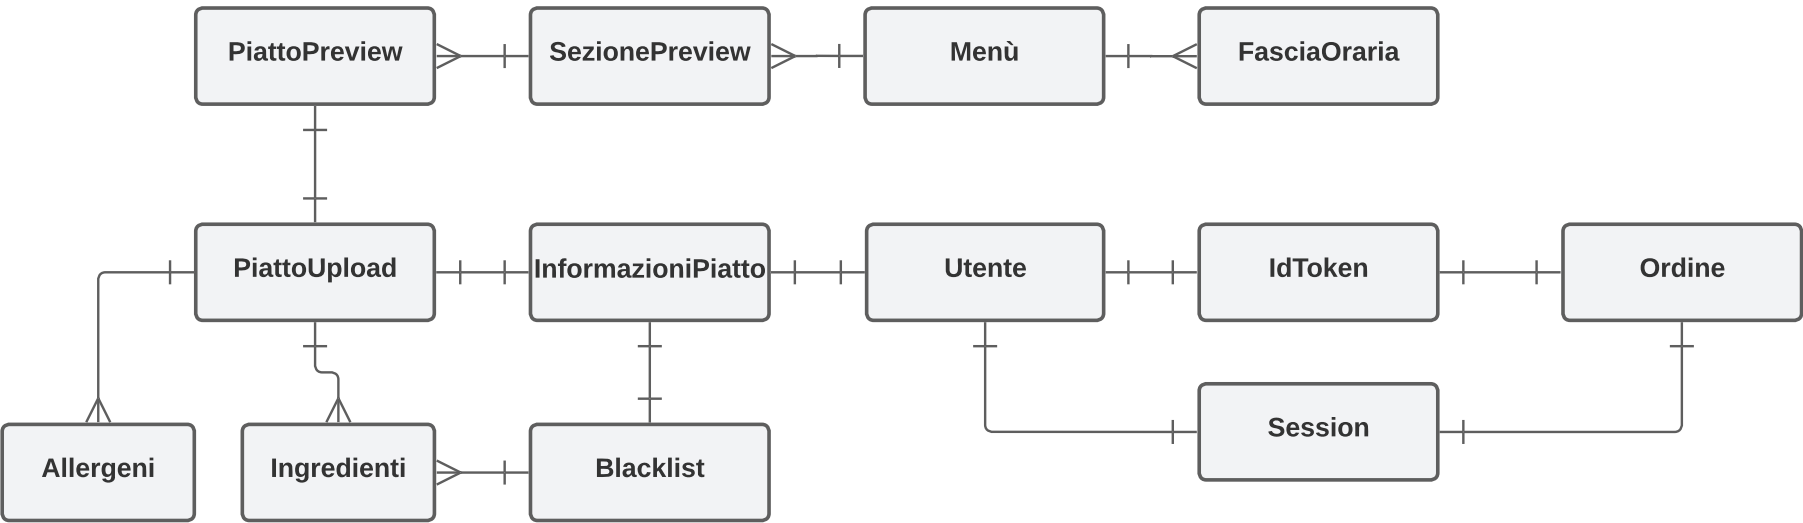 PiattoPreview
SezionePreview
Menù
FasciaOraria
PiattoUpload
InformazioniPiatto
Utente
IdToken
Ordine
Session
Allergeni
Ingredienti
Blacklist